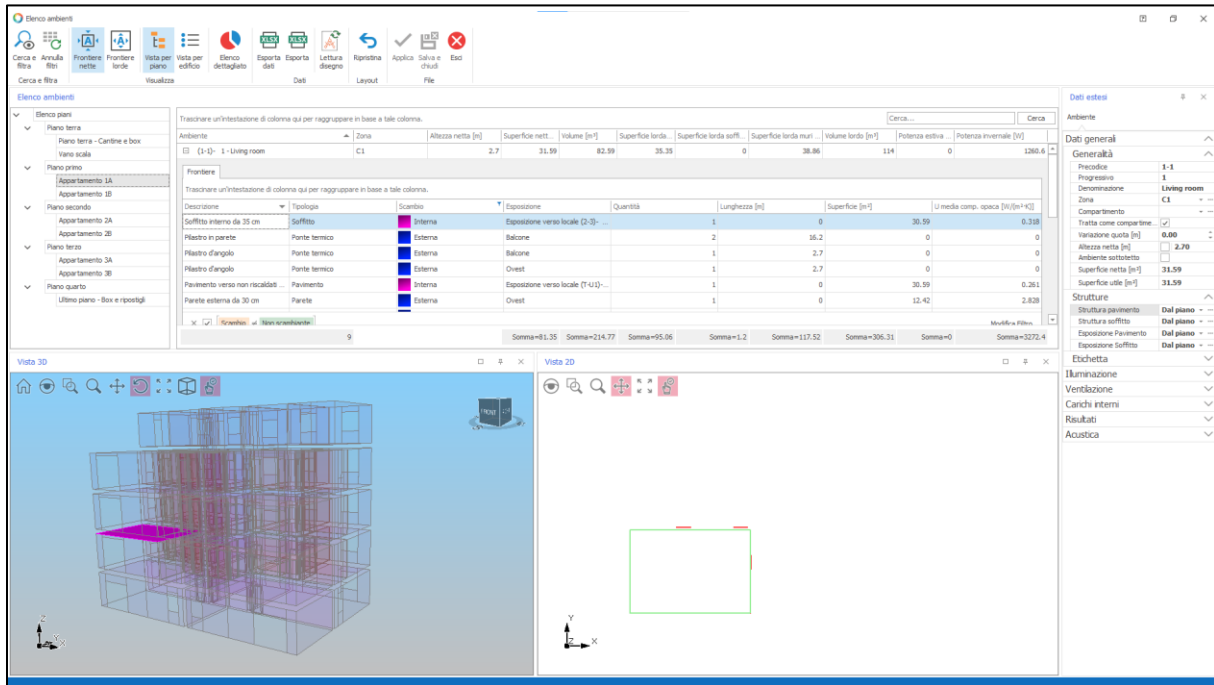 Elenco ambienti
Cerca e filtra Annulla filtri Frontiere nette Frontiere lorde Vista per piano Vista per edificio Elenco dettagliato Esporta dati Esporta Lettura disegno Ripristina Applica Salva e chiudi Esci
Cerca e filtra Visualizza Dati Layout File
Elenco ambienti
Elenco piani
Piano terra
Piano terra - Cantine e box
Vano scala
Piano primo
Appartamento 1A
Appartamento 1B
Piano secondo
Appartamento 2A
Appartamento 2B
Piano terzo
Appartamento 3A
Appartamento 3B
Piano quarto
Ultimo piano - Box e ripostigli
Trascinare un'intestazione di colonna qui per raggruppare in base a tale colonna.
Cerca... Cerca
Ambiente Zona Altezza netta [m] Superficie nett... Volume [m³] Superficie lorda... Superficie lorda soffi... Superficie lorda muri ... Volume lordo [m³] Potenza estiva ... Potenza invernale [W]
(1-1)- 1 - Living room C1 2.7 31.59 82.59 35.35 0 38.86 114 0 1260.6
Frontiere
Trascinare un'intestazione di colonna qui per raggruppare in base a tale colonna.
Descrizione Tipologia Scambio Esposizione Quantità Lunghezza [m] Superficie [m²] U media comp. opaca [W/(m²·K)]
Soffitto interno da 35 cm Soffitto Interna Esposizione verso locale (2-3)- ... 1 0 30.59 0.318
Pilastro in parete Ponte termico Esterna Balcone 2 16.2 0 0
Pilastro d'angolo Ponte termico Esterna Balcone 1 2.7 0 0
Pilastro d'angolo Ponte termico Esterna Ovest 1 2.7 0 0
Pavimento verso non riscaldati ... Pavimento Interna Esposizione verso locale (T-U1)-... 1 0 30.59 0.261
Parete esterna da 30 cm Parete Esterna Ovest 1 0 12.42 2.828
Scambio ≠ Non scambiante Modifica Filtro
9 Somma=81.35 Somma=214.77 Somma=95.06 Somma=1.2 Somma=117.52 Somma=306.31 Somma=0 Somma=3272.4
Dati estesi
Ambiente
Dati generali
Generalità
Precodice 1-1
Progressivo 1
Denominazione Living room
Zona C1
Compartimento
Tratta come compartime...
Variazione quota [m] 0.00
Altezza netta [m] 2.70
Ambiente sottotetto
Superficie netta [m²] 31.59
Superficie utile [m²] 31.59
Strutture
Struttura pavimento Dal piano
Struttura soffitto Dal piano
Esposizione Pavimento Dal piano
Esposizione Soffitto Dal piano
Etichetta
Illuminazione
Ventilazione
Carichi interni
Risultati
Acustica
Vista 3D
FRONT
Z
X
Vista 2D
Y
Z X